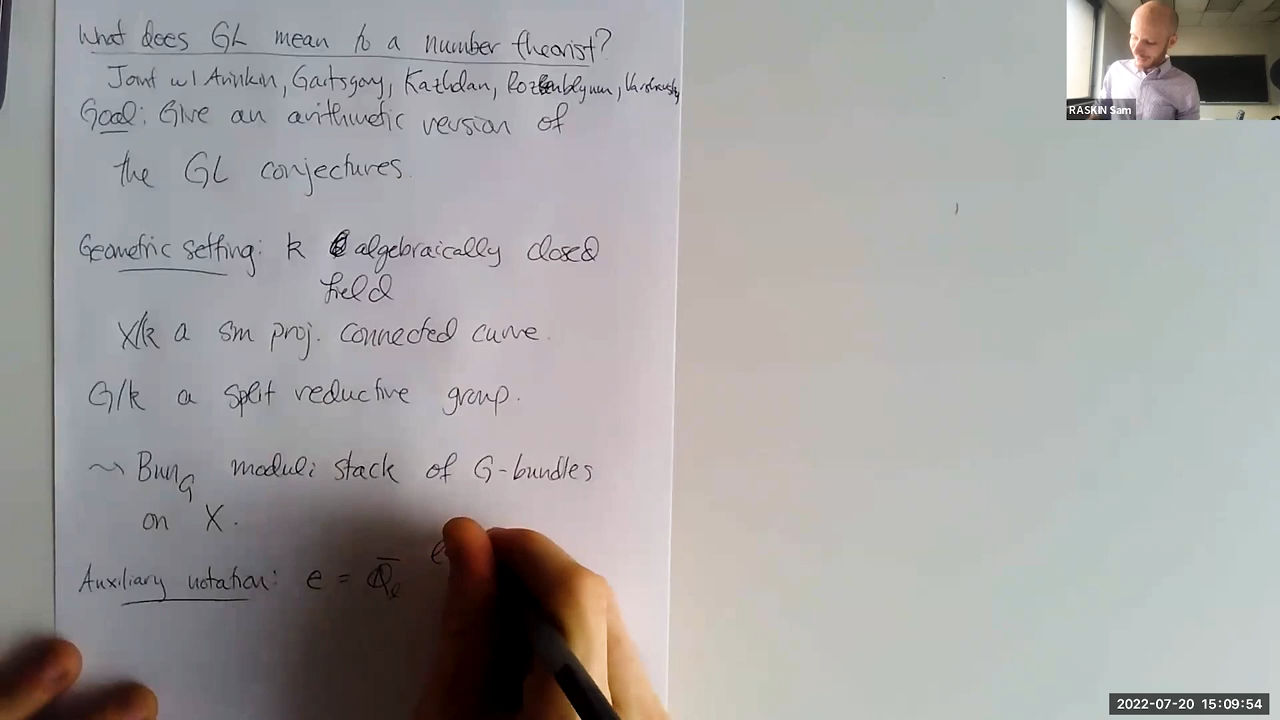 What does GL mean to a number theorist?
Joint w/ Arinkin, Gaitsgory, Kazhdan, Rozenblyum, Varshavsky
Goal: Give an arithmetic version of
the GL conjectures.
Geometric setting: k algebraically closed
field
X/k a sm proj. connected curve.
G/k a split reductive group.
⇝ Bun_G moduli stack of G-bundles
on X.
Auxiliary notation: e = \bar{Q}_ℓ
RASKIN Sam
2022-07-20 15:09:54